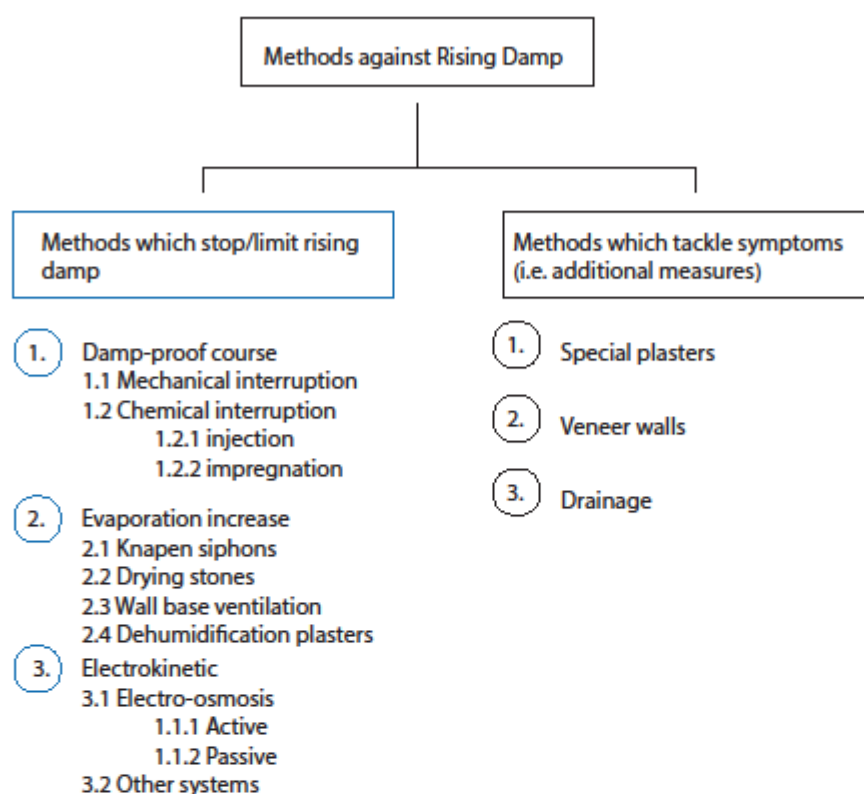 Methods against Rising Damp
Methods which stop/limit rising
damp
1. Damp-proof course
1.1 Mechanical interruption
1.2 Chemical interruption
1.2.1 injection
1.2.2 impregnation
2. Evaporation increase
2.1 Knapen siphons
2.2 Drying stones
2.3 Wall base ventilation
2.4 Dehumidification plasters
3. Electrokinetic
3.1 Electro-osmosis
1.1.1 Active
1.1.2 Passive
3.2 Other systems
Methods which tackle symptoms
(i.e. additional measures)
1. Special plasters
2. Veneer walls
3. Drainage